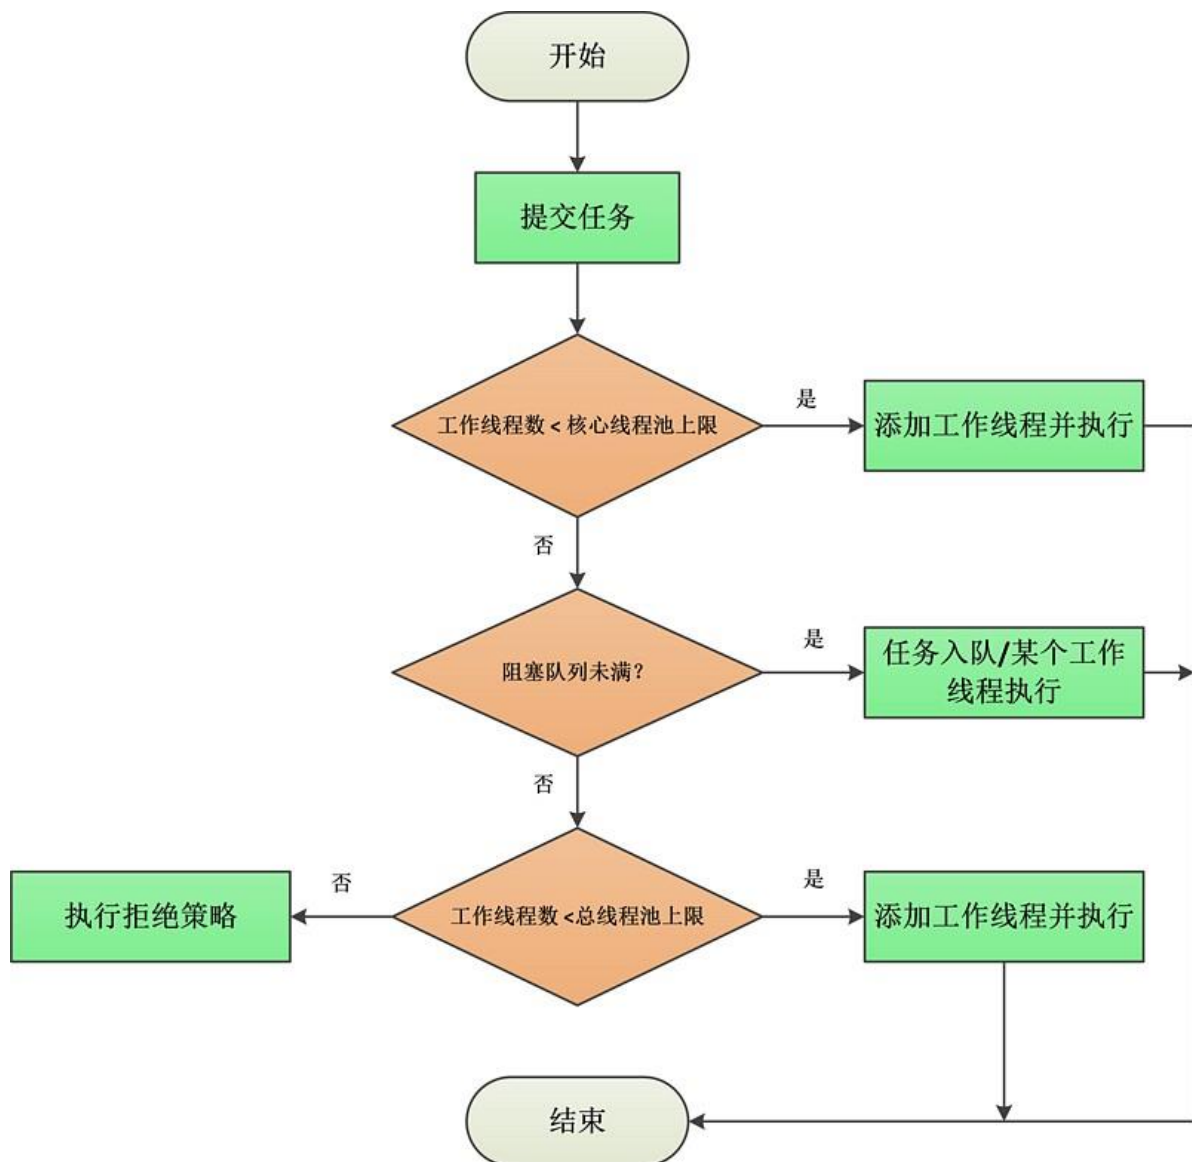 开始
提交任务
工作线程数 < 核心线程池上限
是
添加工作线程并执行
否
阻塞队列未满？
是
任务入队/某个工作
线程执行
否
工作线程数 <总线程池上限
否
执行拒绝策略
是
添加工作线程并执行
结束